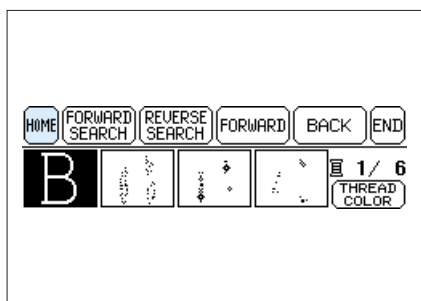 HOME FORWARD SEARCH REVERSE SEARCH FORWARD BACK END
B 1/ 6
THREAD COLOR